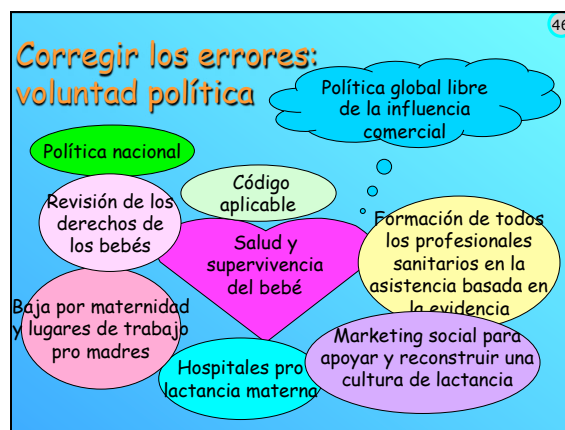 46
Corregir los errores:
voluntad política
Política global libre
de la influencia
comercial
Política nacional
Código
aplicable
Revisión de los
derechos de
los bebés
Salud y
supervivencia
del bebé
Formación de todos
los profesionales
sanitarios en la
asistencia basada en
la evidencia
Baja por maternidad
y lugares de trabajo
pro madres
Hospitales pro
lactancia materna
Marketing social para
apoyar y reconstruir una
cultura de lactancia